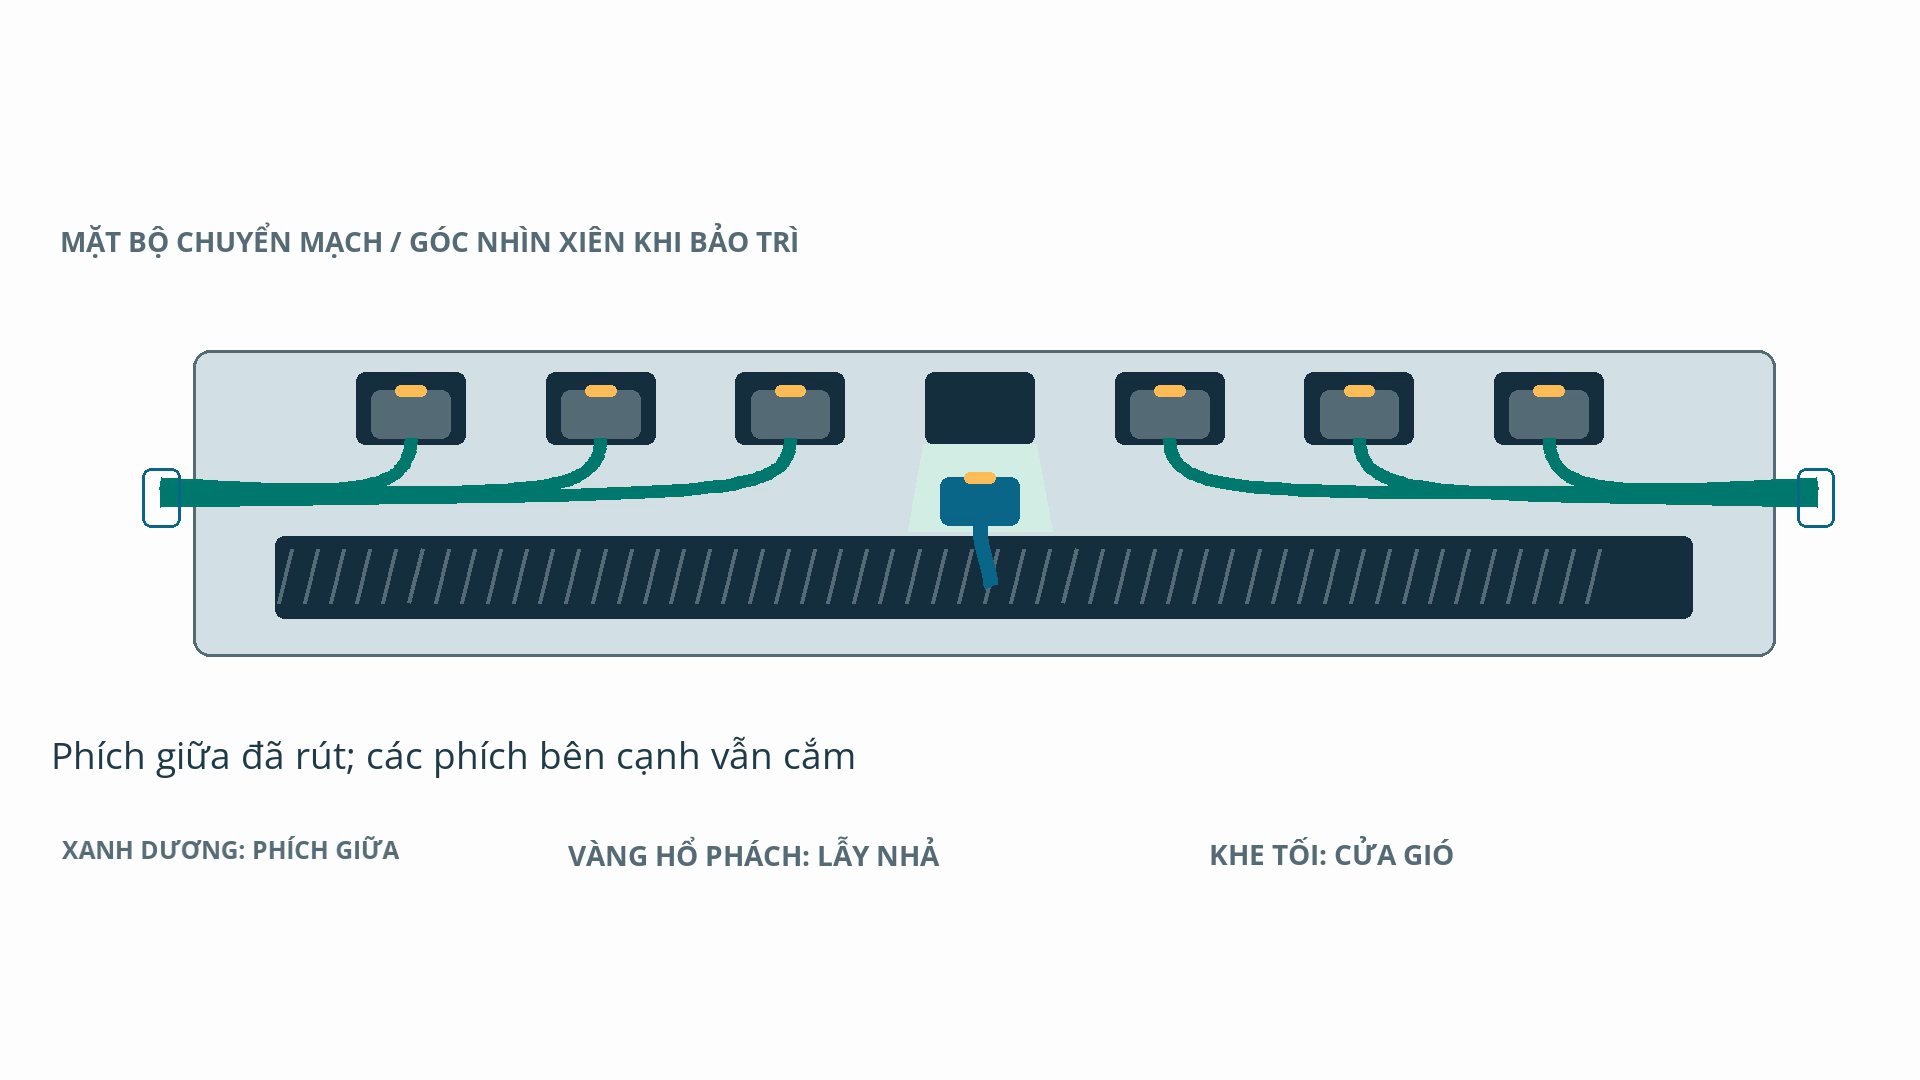 MẶT BỘ CHUYỂN MẠCH / GÓC NHÌN XIÊN KHI BẢO TRÌ
Phích giữa đã rút; các phích bên cạnh vẫn cắm
XANH DƯƠNG: PHÍCH GIỮA
VÀNG HỔ PHÁCH: LẪY NHẢ
KHE TỐI: CỬA GIÓ